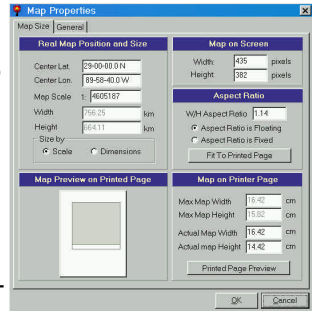 Map Properties
Map Size General
Real Map Position and Size
Center Lat. 29-00-00.0 N
Center Lon. 89-58-40.0 W
Map Scale 1: 4605187
Width 756.25 km
Height 664.11 km
Size by
Scale Dimensions
Map on Screen
Width: 435 pixels
Height: 382 pixels
Aspect Ratio
W/H Aspect Ratio 1.14
Aspect Ratio is Floating
Aspect Ratio is Fixed
Fit To Printed Page
Map Preview on Printed Page
Map on Printer Page
Max Map Width 16.42 cm
Max Map Height 15.82 cm
Actual Map Width 16.42 cm
Actual map Height 14.42 cm
Printed Page Preview
OK Cancel